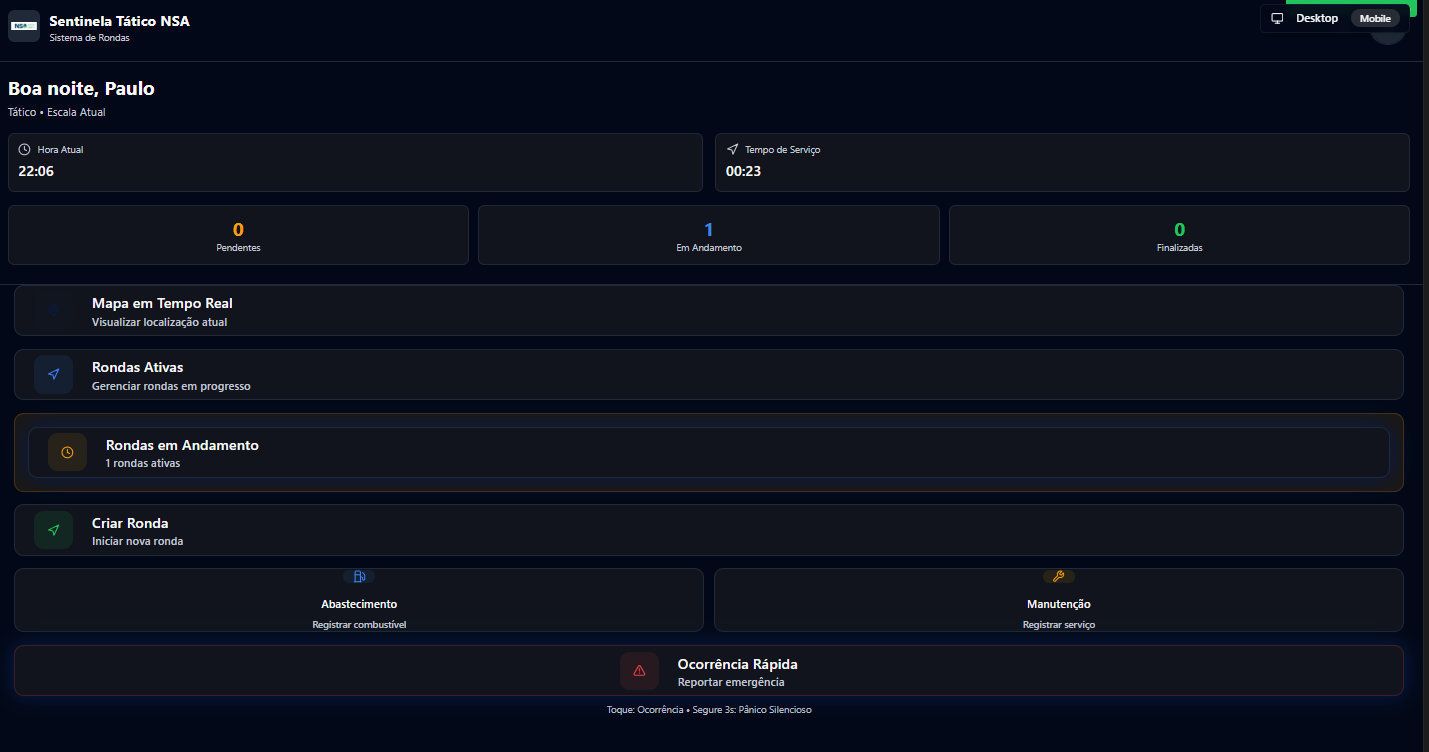 NSA
Sentinela Tático NSA
Sistema de Rondas
Desktop
Mobile
Boa noite, Paulo
Tático • Escala Atual
Hora Atual
22:06
Tempo de Serviço
00:23
0
Pendentes
1
Em Andamento
0
Finalizadas
Mapa em Tempo Real
Visualizar localização atual
Rondas Ativas
Gerenciar rondas em progresso
Rondas em Andamento
1 rondas ativas
Criar Ronda
Iniciar nova ronda
Abastecimento
Registrar combustível
Manutenção
Registrar serviço
Ocorrência Rápida
Reportar emergência
Toque: Ocorrência • Segure 3s: Pânico Silencioso